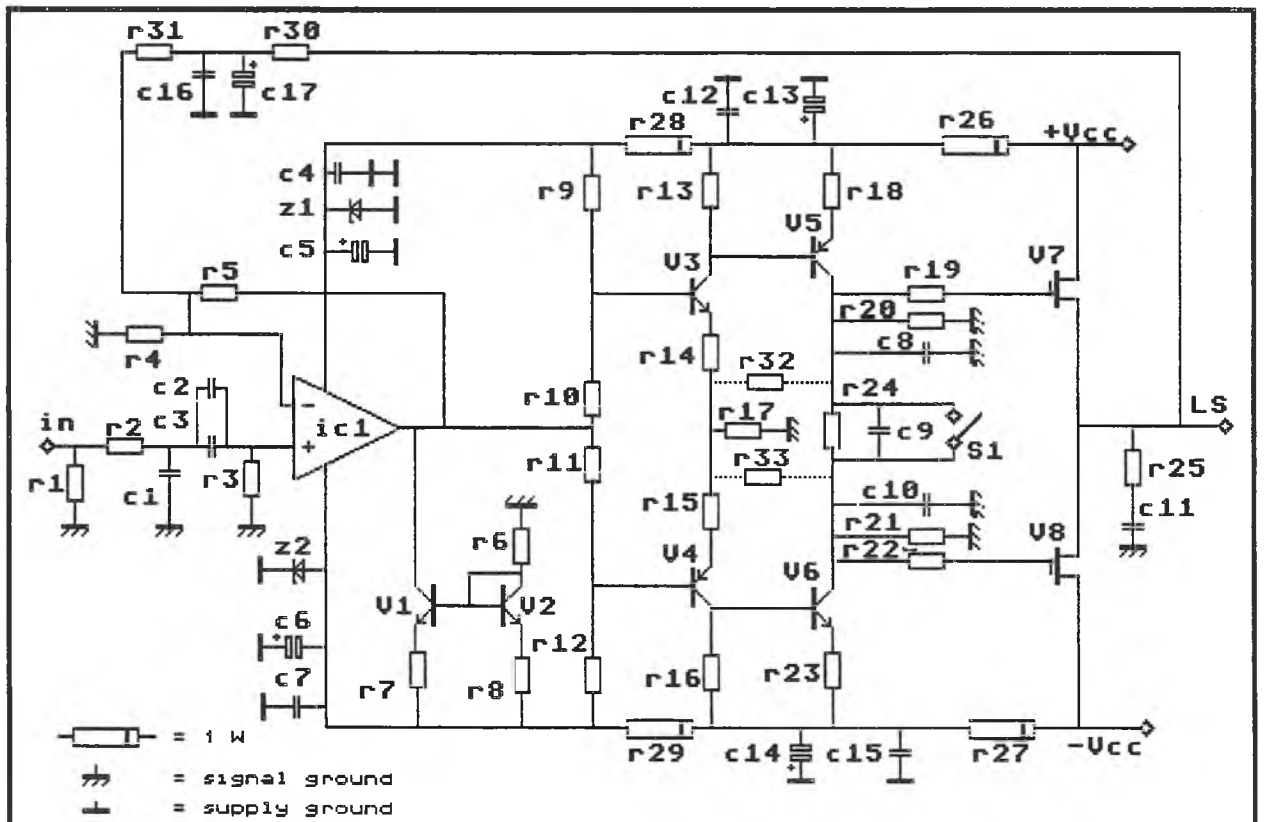 r31
r30
c16
c17
c12
c13
r28
r26
+Vcc
c4
z1
c5
r9
r13
r18
V5
V3
r19
V7
r5
r20
c8
r4
r14
r32
r24
c2
c3
r10
LS
in
r2
ic1
r17
c9
S1
r11
r33
r25
r1
c1
r3
r15
c10
c11
r21
z2
r6
V4
r22
V8
V6
V1
V2
c6
r12
c7
r7
r8
r16
r23
= 1 W
r29
c14
c15
r27
-Vcc
= signal ground
= supply ground